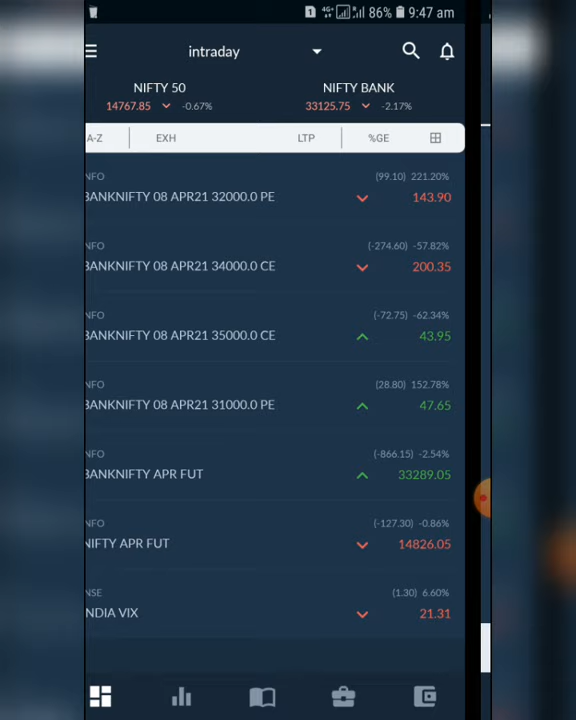 1 4G+ 86% 9:47 am
intraday
NIFTY 50 NIFTY BANK
14767.85 -0.67% 33125.75 -2.17%
A-Z EXH LTP %GE
NFO (99.10) 221.20%
BANKNIFTY 08 APR21 32000.0 PE 143.90
NFO (-274.60) -57.82%
BANKNIFTY 08 APR21 34000.0 CE 200.35
NFO (-72.75) -62.34%
BANKNIFTY 08 APR21 35000.0 CE 43.95
NFO (28.80) 152.78%
BANKNIFTY 08 APR21 31000.0 PE 47.65
NFO (-866.15) -2.54%
BANKNIFTY APR FUT 33289.05
NFO (-127.30) -0.86%
NIFTY APR FUT 14826.05
NSE (1.30) 6.60%
INDIA VIX 21.31